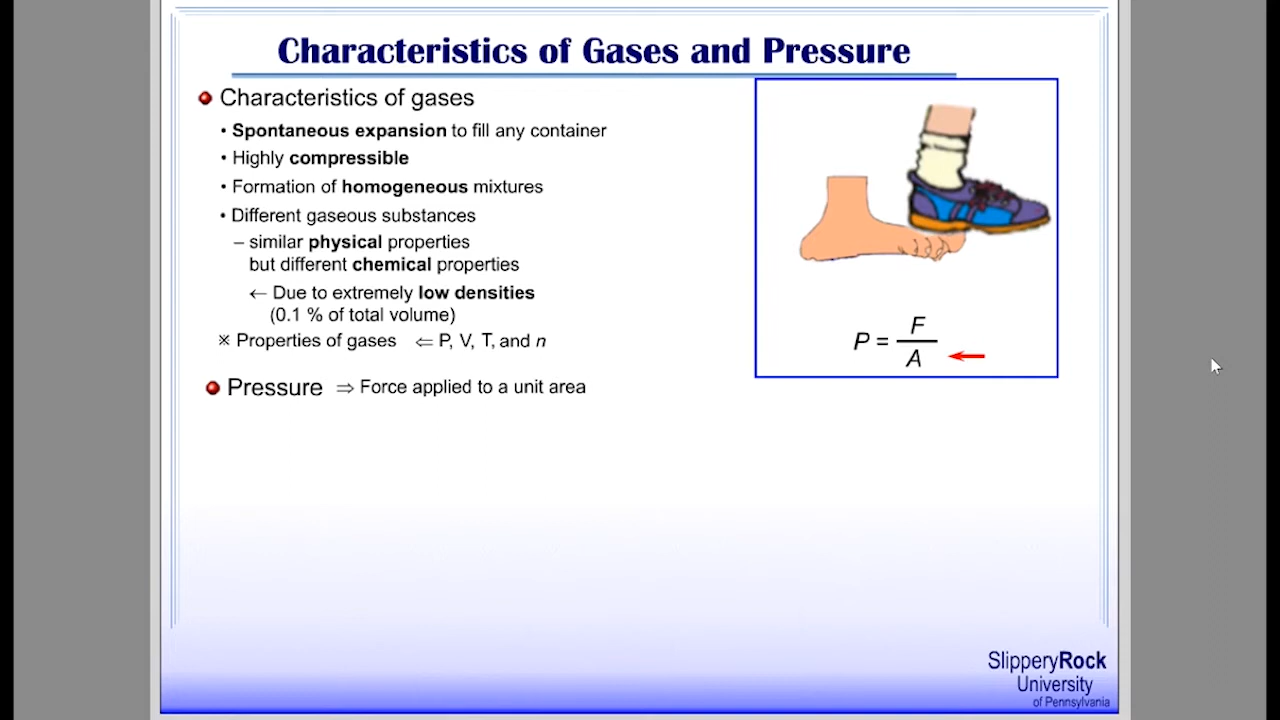 Characteristics of Gases and Pressure
Characteristics of gases
• Spontaneous expansion to fill any container
• Highly compressible
• Formation of homogeneous mixtures
• Different gaseous substances
– similar physical properties
but different chemical properties
← Due to extremely low densities
(0.1 % of total volume)
※ Properties of gases ⇐ P, V, T, and n
Pressure ⇒ Force applied to a unit area
P = F
A
SlipperyRock
University
of Pennsylvania